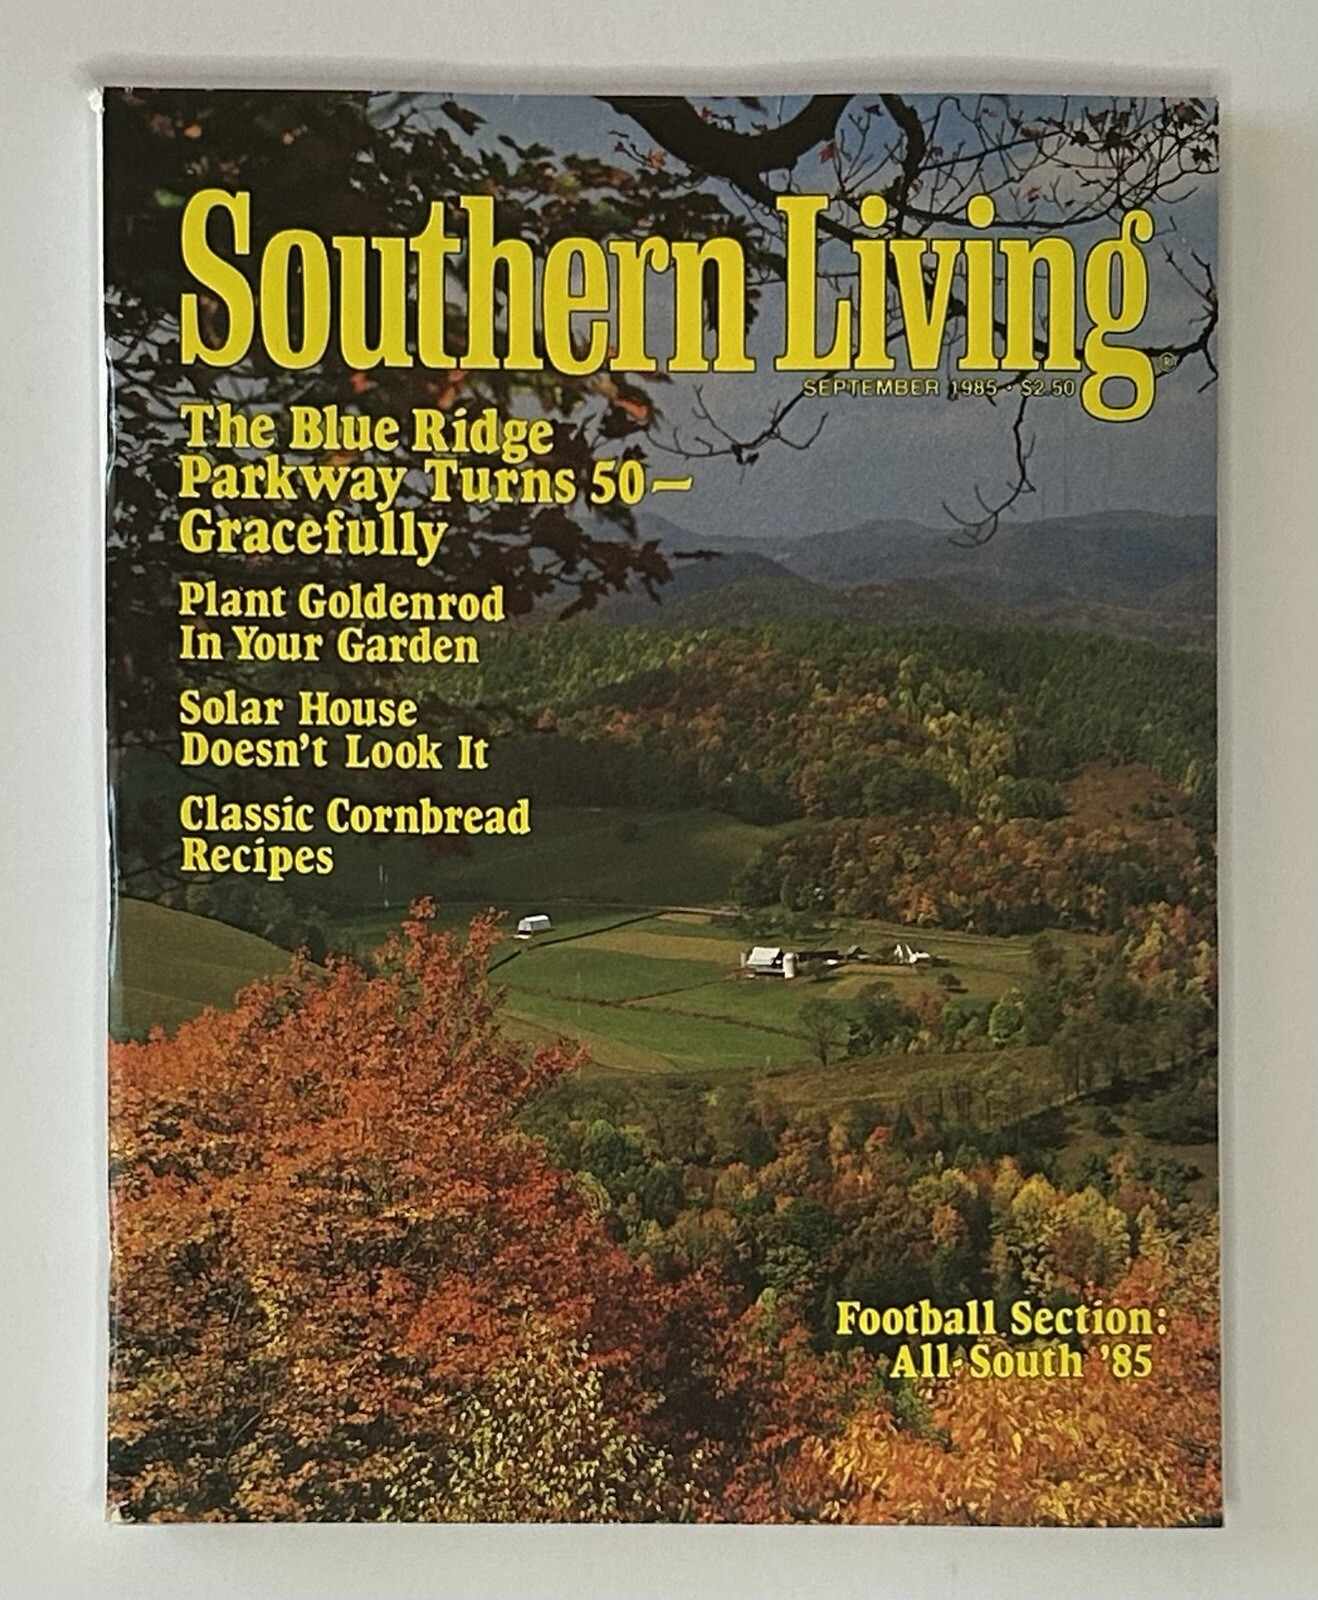 Southern Living®
SEPTEMBER 1985 • $2.50
The Blue Ridge
Parkway Turns 50—
Gracefully
Plant Goldenrod
In Your Garden
Solar House
Doesn't Look It
Classic Cornbread
Recipes
Football Section:
All-South '85